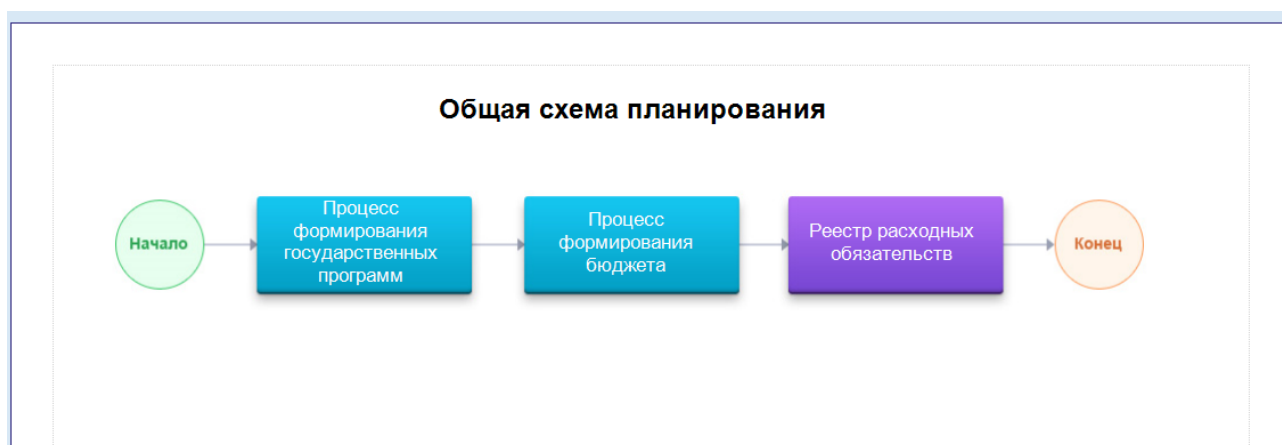 Общая схема планирования
Начало
Процесс
формирования
государственных
программ
Процесс
формирования
бюджета
Реестр расходных
обязательств
Конец